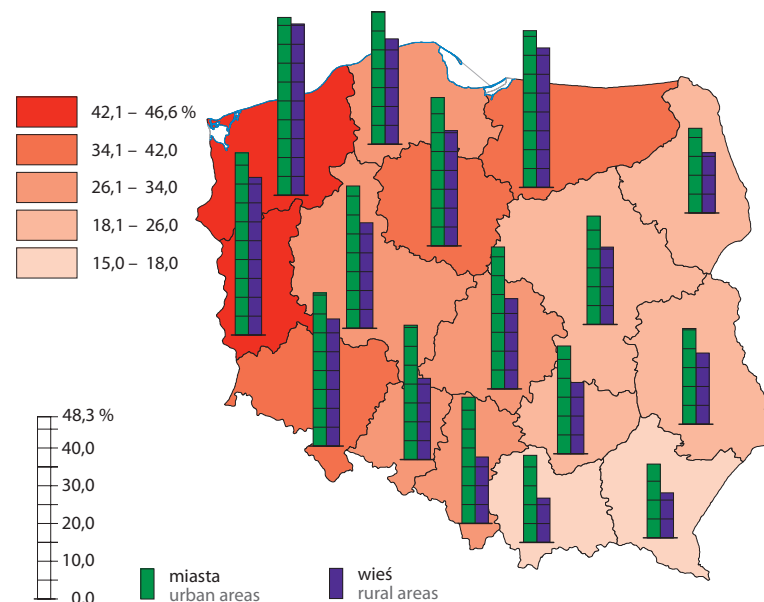 42,1 – 46,6 %
34,1 – 42,0
26,1 – 34,0
18,1 – 26,0
15,0 – 18,0
48,3 %
40,0
30,0
20,0
10,0
0,0
miasta
urban areas
wieś
rural areas